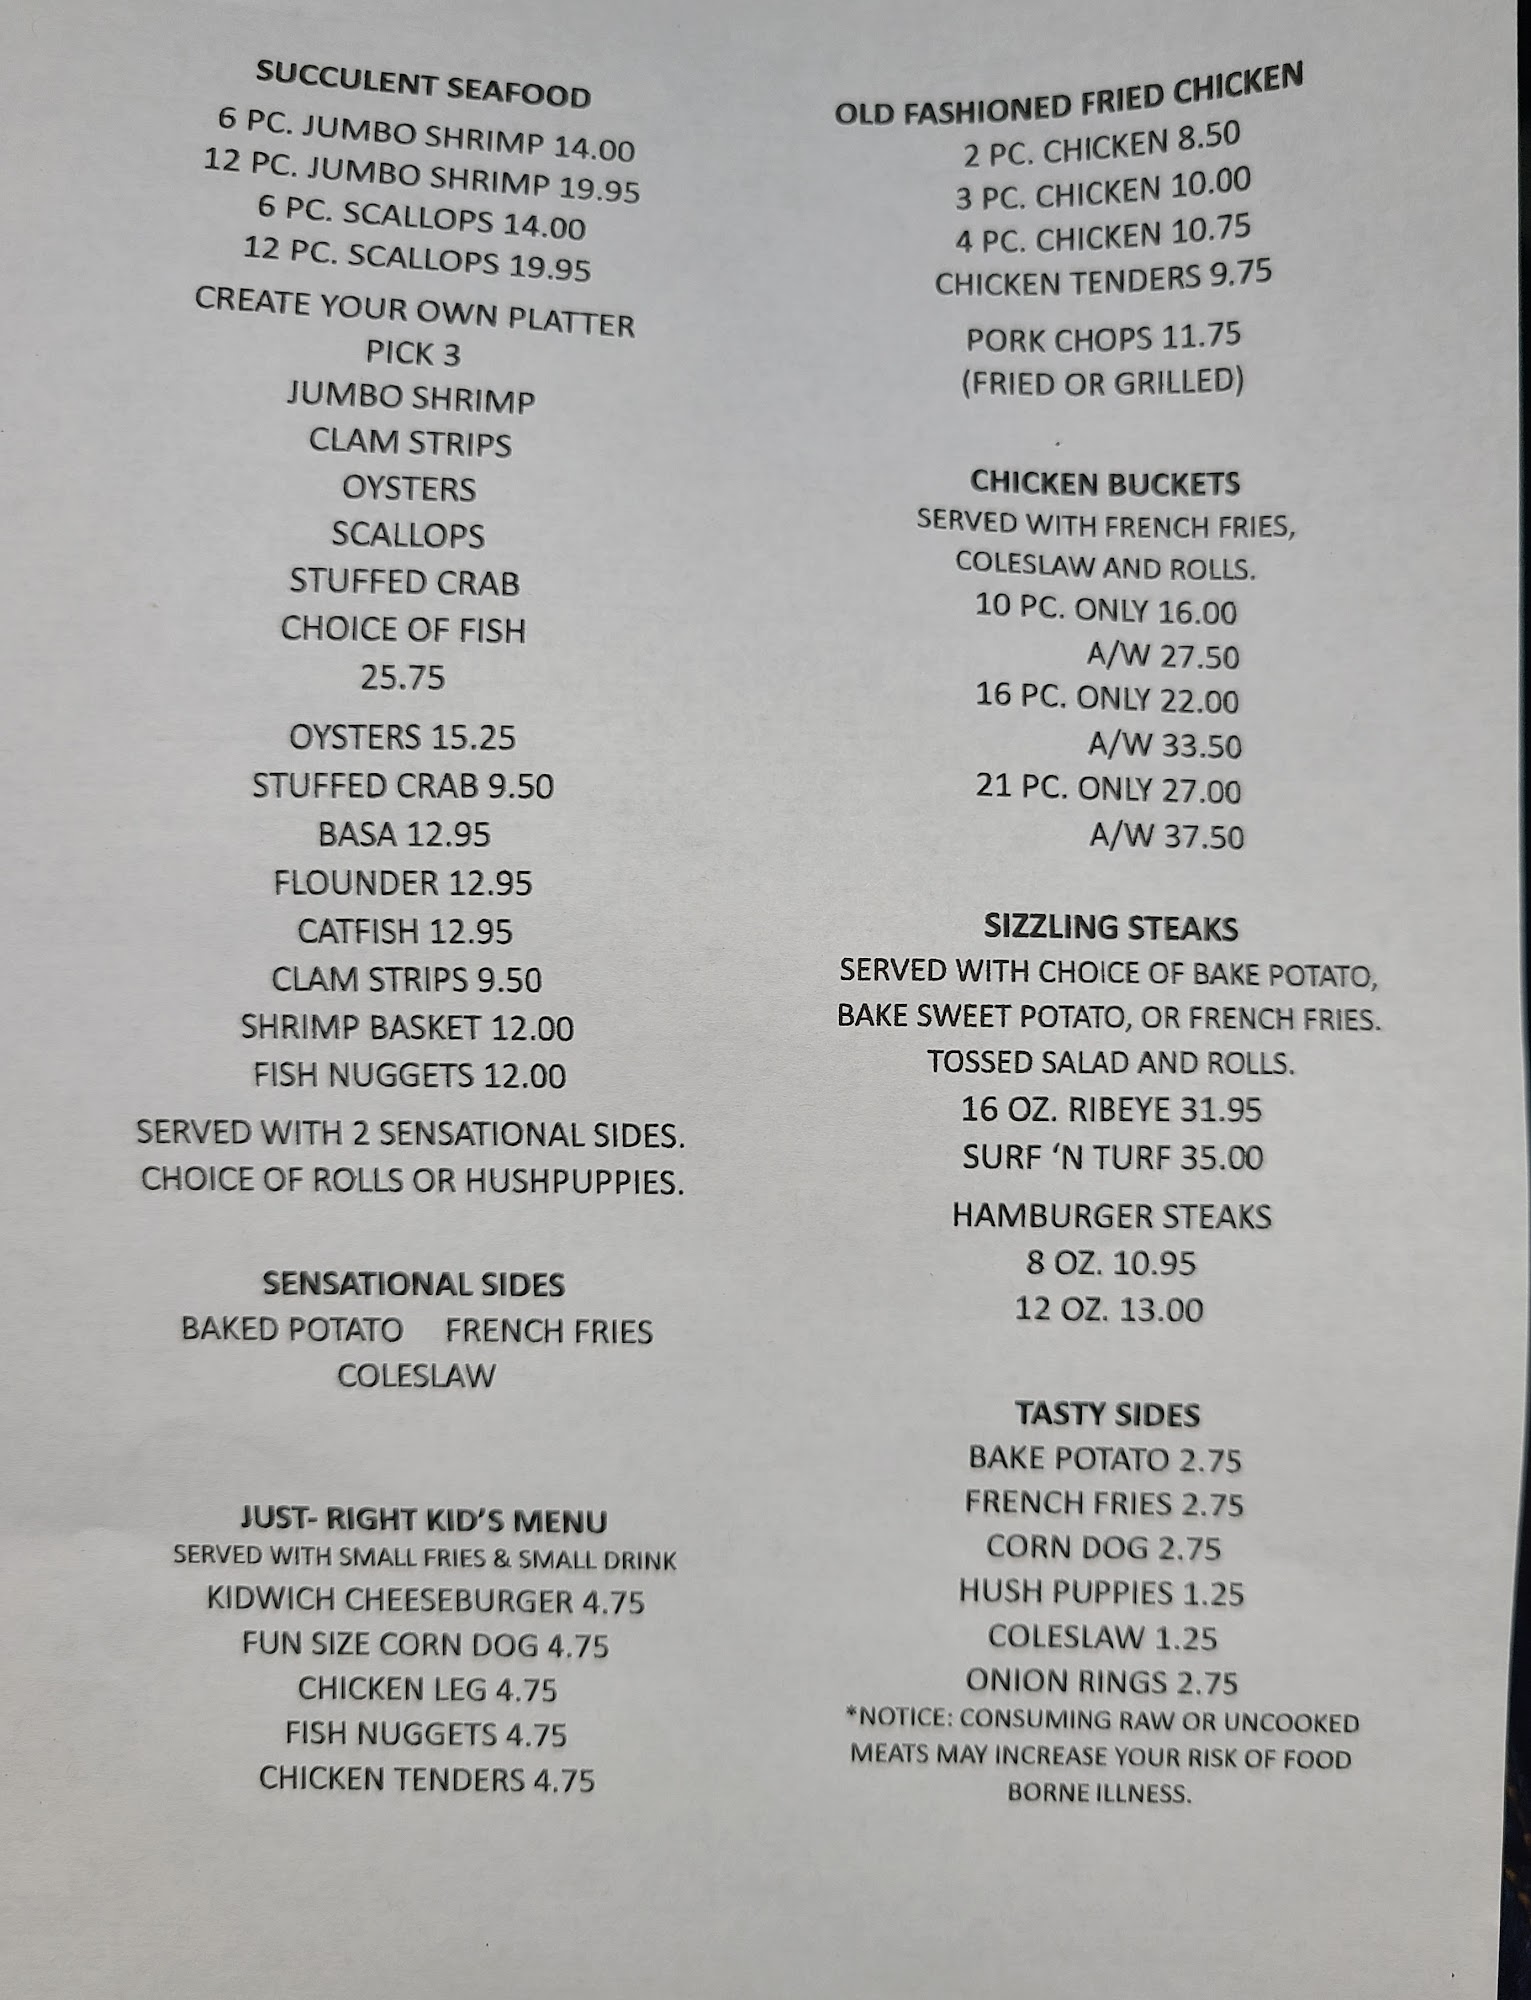 SUCCULENT SEAFOOD
6 PC. JUMBO SHRIMP 14.00
12 PC. JUMBO SHRIMP 19.95
6 PC. SCALLOPS 14.00
12 PC. SCALLOPS 19.95
CREATE YOUR OWN PLATTER
PICK 3
JUMBO SHRIMP
CLAM STRIPS
OYSTERS
SCALLOPS
STUFFED CRAB
CHOICE OF FISH
25.75
OYSTERS 15.25
STUFFED CRAB 9.50
BASA 12.95
FLOUNDER 12.95
CATFISH 12.95
CLAM STRIPS 9.50
SHRIMP BASKET 12.00
FISH NUGGETS 12.00
SERVED WITH 2 SENSATIONAL SIDES.
CHOICE OF ROLLS OR HUSHPUPPIES.
SENSATIONAL SIDES
BAKED POTATO FRENCH FRIES
COLESLAW
JUST- RIGHT KID'S MENU
SERVED WITH SMALL FRIES & SMALL DRINK
KIDWICH CHEESEBURGER 4.75
FUN SIZE CORN DOG 4.75
CHICKEN LEG 4.75
FISH NUGGETS 4.75
CHICKEN TENDERS 4.75
OLD FASHIONED FRIED CHICKEN
2 PC. CHICKEN 8.50
3 PC. CHICKEN 10.00
4 PC. CHICKEN 10.75
CHICKEN TENDERS 9.75
PORK CHOPS 11.75
(FRIED OR GRILLED)
CHICKEN BUCKETS
SERVED WITH FRENCH FRIES,
COLESLAW AND ROLLS.
10 PC. ONLY 16.00
A/W 27.50
16 PC. ONLY 22.00
A/W 33.50
21 PC. ONLY 27.00
A/W 37.50
SIZZLING STEAKS
SERVED WITH CHOICE OF BAKE POTATO,
BAKE SWEET POTATO, OR FRENCH FRIES.
TOSSED SALAD AND ROLLS.
16 OZ. RIBEYE 31.95
SURF ‘N TURF 35.00
HAMBURGER STEAKS
8 OZ. 10.95
12 OZ. 13.00
TASTY SIDES
BAKE POTATO 2.75
FRENCH FRIES 2.75
CORN DOG 2.75
HUSH PUPPIES 1.25
COLESLAW 1.25
ONION RINGS 2.75
*NOTICE: CONSUMING RAW OR UNCOOKED
MEATS MAY INCREASE YOUR RISK OF FOOD
BORNE ILLNESS.